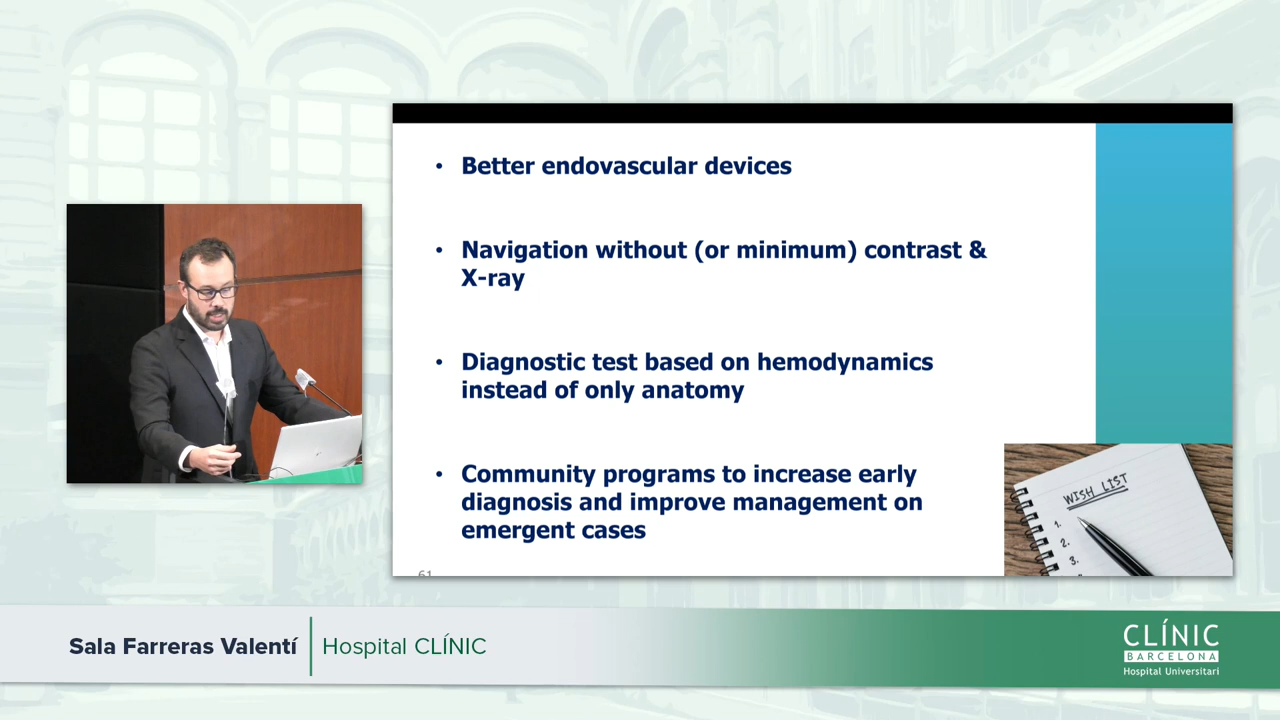 • Better endovascular devices
• Navigation without (or minimum) contrast &
X-ray
• Diagnostic test based on hemodynamics
instead of only anatomy
• Community programs to increase early
diagnosis and improve management on
emergent cases
WISH LIST
1.
2.
3.
61
Sala Farreras Valentí
Hospital CLÍNIC
CLÍNIC
BARCELONA
Hospital Universitari